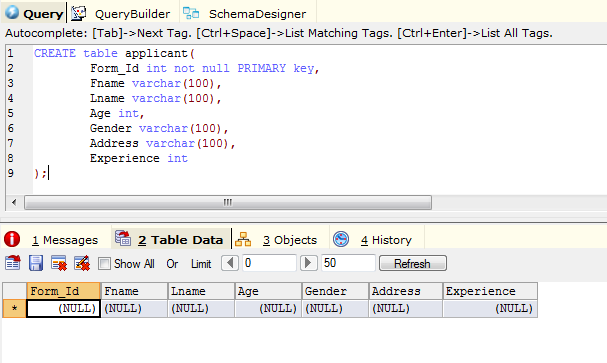 Query QueryBuilder SchemaDesigner
Autocomplete: [Tab]->Next Tag. [Ctrl+Space]->List Matching Tags. [Ctrl+Enter]->List All Tags.
1 CREATE table applicant(
2 Form_Id int not null PRIMARY key,
3 Fname varchar(100),
4 Lname varchar(100),
5 Age int,
6 Gender varchar(100),
7 Address varchar(100),
8 Experience int
9 );
1 Messages 2 Table Data 3 Objects 4 History
Show All Or Limit 0 50 Refresh
Form_Id Fname Lname Age Gender Address Experience
* (NULL) (NULL) (NULL) (NULL) (NULL) (NULL) (NULL)